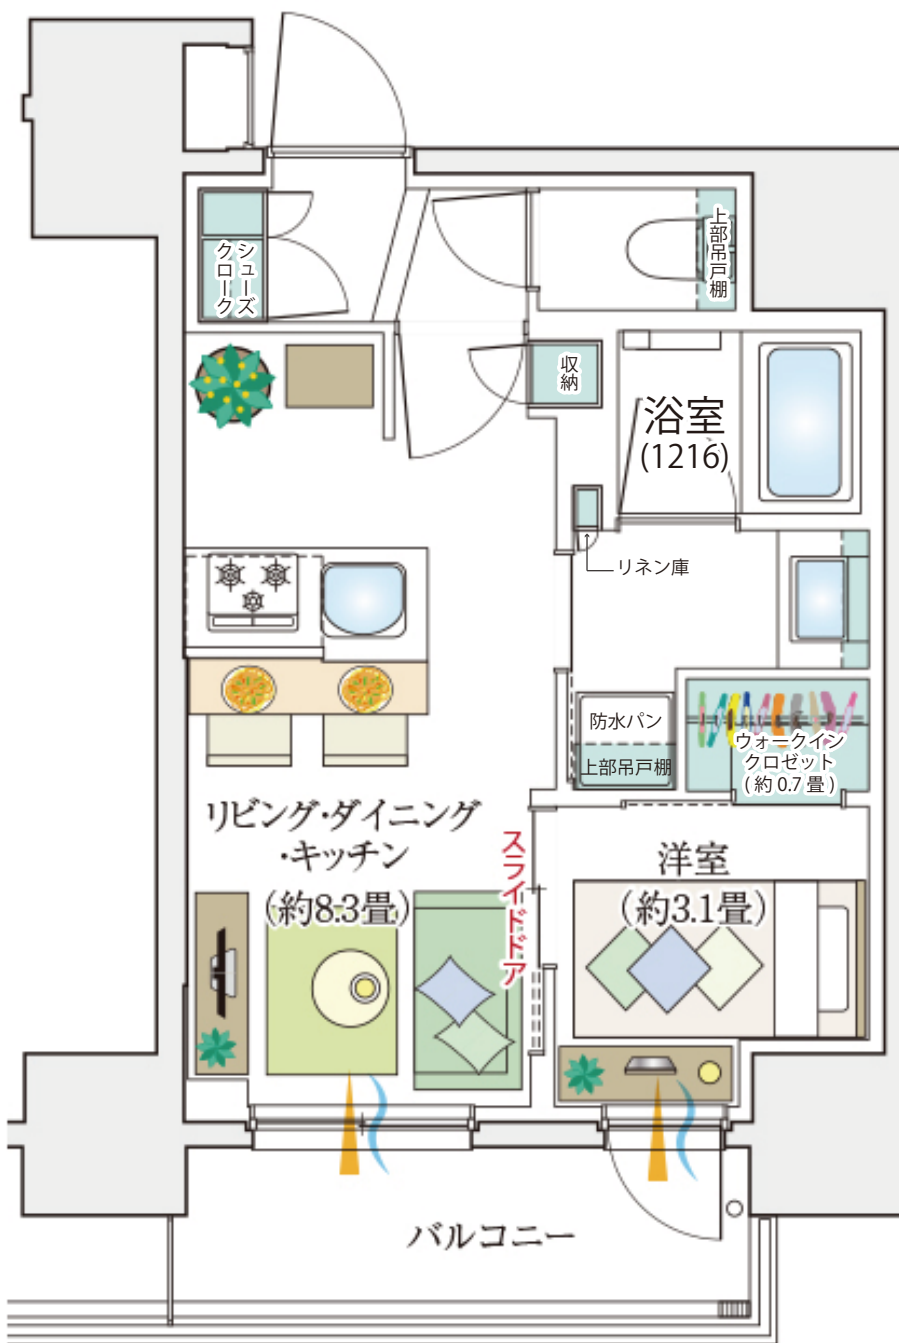 シューズ
クローク
上部吊戸棚
収納
浴室
(1216)
リネン庫
防水パン
上部吊戸棚
ウォークイン
クロゼット
(約0.7畳)
リビング・ダイニング
・キッチン
(約8.3畳)
スライドドア
洋室
(約3.1畳)
バルコニー